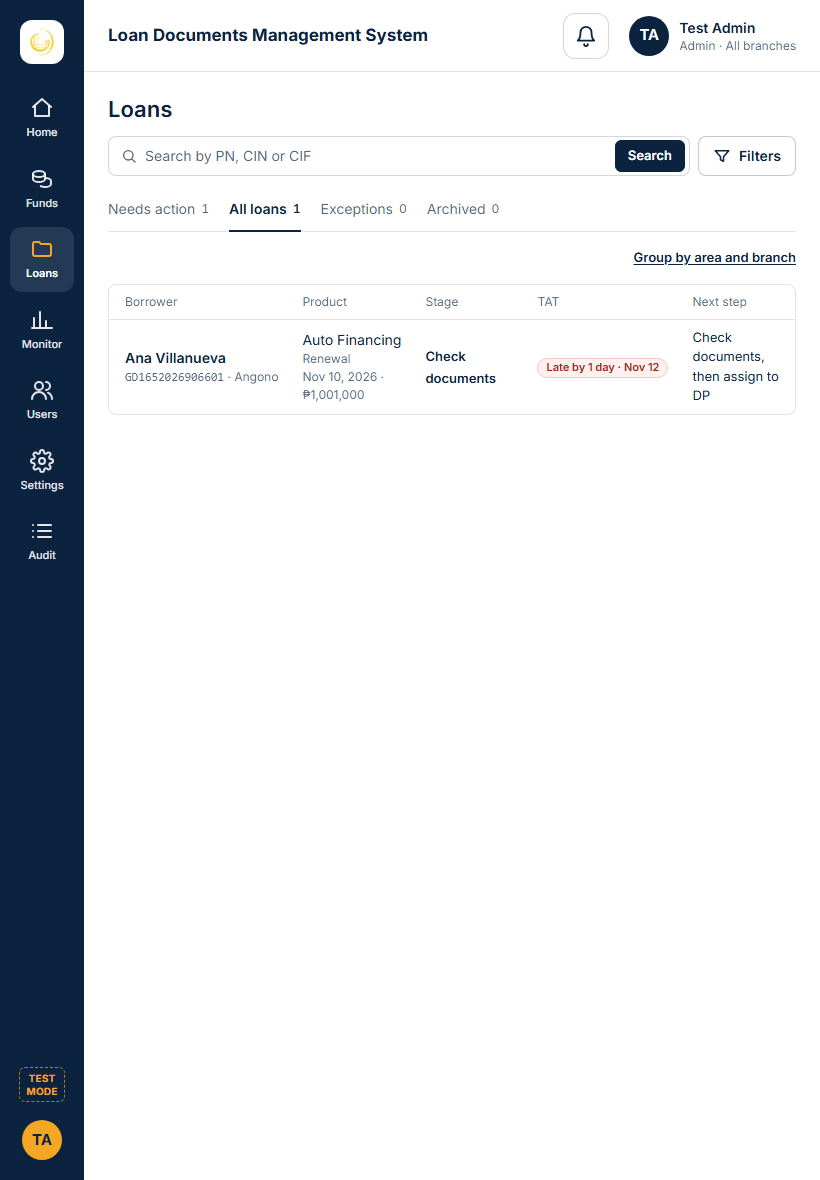 Loan Documents Management System
TA
Test Admin
Admin · All branches
Home
Funds
Loans
Monitor
Users
Settings
Audit
TEST
MODE
TA
Loans
Search by PN, CIN or CIF
Search
Filters
Needs action 1
All loans 1
Exceptions 0
Archived 0
Group by area and branch
Borrower
Product
Stage
TAT
Next step
Ana Villanueva
GD1652026906601 · Angono
Auto Financing
Renewal
Nov 10, 2026 ·
₱1,001,000
Check
documents
Late by 1 day · Nov 12
Check
documents,
then assign to
DP